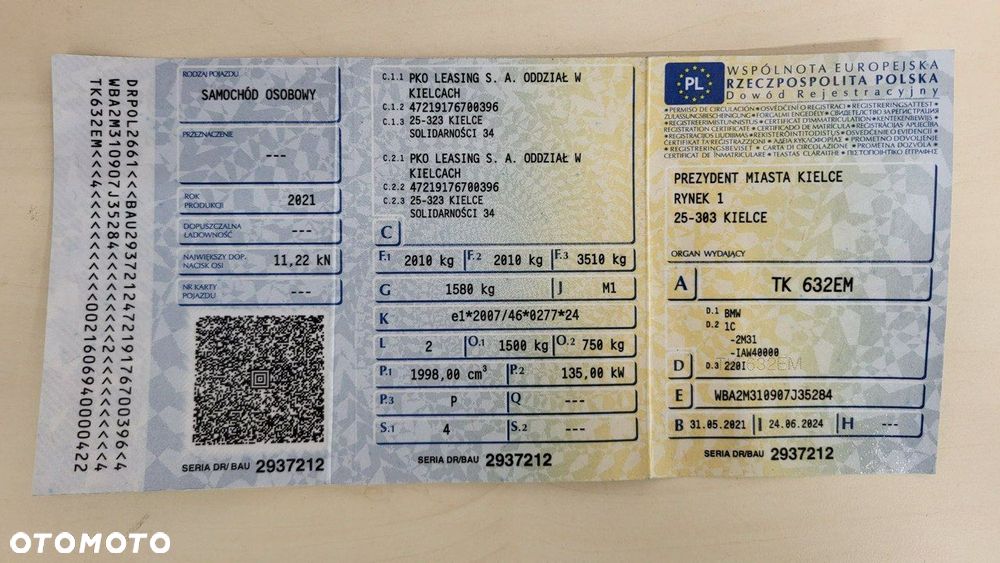 DRPOL2661<<SBAU29372124721917670039​6<4
WBA2M310907J35284<<<<<<<<<2<<<<<<<<4
TK632EM<<4<<<<<<<<<<<002160694000422
RODZAJ POJAZDU
SAMOCHÓD OSOBOWY
PRZEZNACZENIE
---
ROK PRODUKCJI
2021
DOPUSZCZALNA ŁADOWNOŚĆ
---
NAJWIĘKSZY DOP. NACISK OSI
11,22 kN
NR KARTY POJAZDU
---
SERIA DR/BAU 2937212
C.1.1 PKO LEASING S. A. ODDZIAŁ W
KIELCACH
C.1.2 47219176700396
C.1.3 25-323 KIELCE
SOLIDARNOŚCI 34
C.2.1 PKO LEASING S. A. ODDZIAŁ W
KIELCACH
C.2.2 47219176700396
C.2.3 25-323 KIELCE
SOLIDARNOŚCI 34
C
F.1 2010 kg F.2 2010 kg F.3 3510 kg
G 1580 kg J M1
K e1*2007/46*0277*24
L 2 O.1 1500 kg O.2 750 kg
P.1 1998,00 cm³ P.2 135,00 kW
P.3 P Q ---
S.1 4 S.2 ---
SERIA DR/BAU 2937212
PL
WSPÓLNOTA EUROPEJSKA
RZECZPOSPOLITA POLSKA
Dowód Rejestracyjny
PREZYDENT MIASTA KIELCE
RYNEK 1
25-303 KIELCE
ORGAN WYDAJĄCY
A TK 632EM
D.1 BMW
D.2 1C
-2M31
-IAW40000
D D.3 220I
TK 632EM
E WBA2M310907J35284
B 31.05.2021 I 24.06.2024 H ---
SERIA DR/BAU 2937212
OTOMOTO